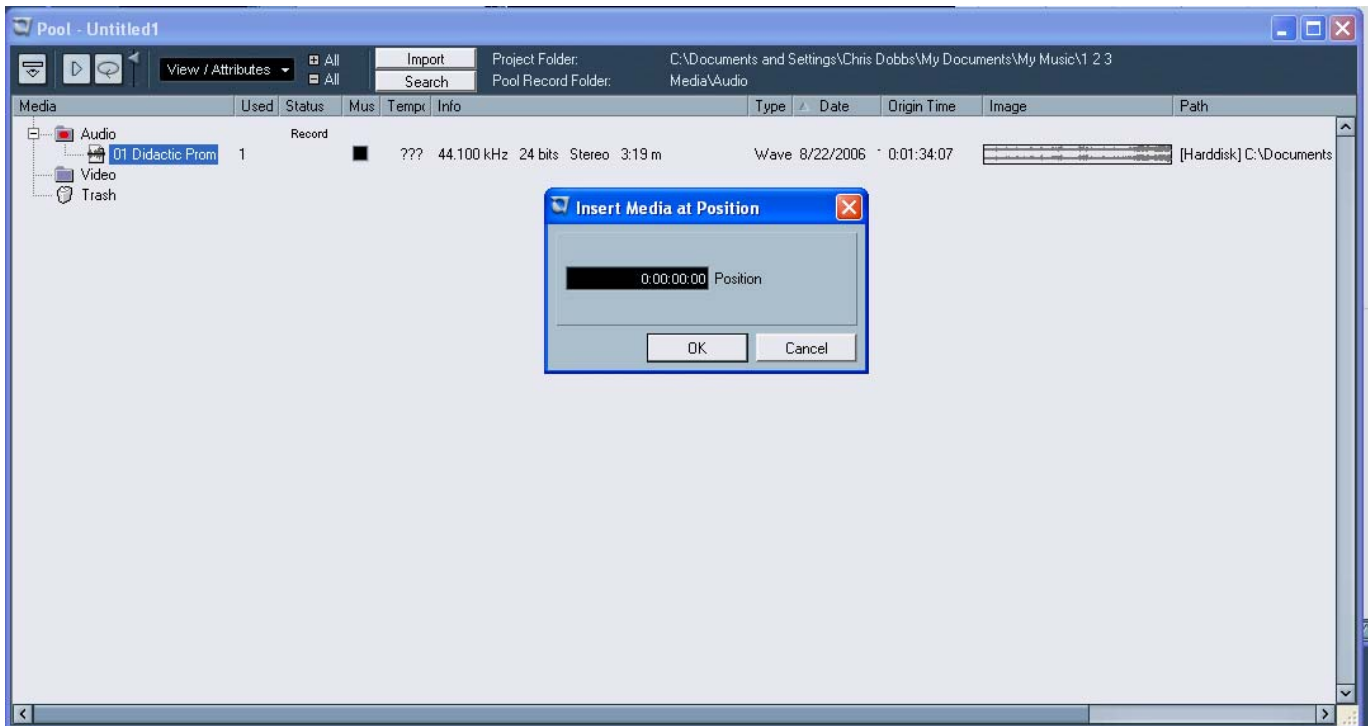 Pool - Untitled1
View / Attributes All Import Project Folder: C:\Documents and Settings\Chris Dobbs\My Documents\My Music\1 2 3
All Search Pool Record Folder: Media\Audio
Media Used Status Mus Tempo Info Type Date Origin Time Image Path
Audio Record
01 Didactic Prom 1 ??? 44.100 kHz 24 bits Stereo 3:19 m Wave 8/22/2006 0:01:34:07 [Harddisk] C:\Documents
Video
Trash
Insert Media at Position
0:00:00:00 Position
OK Cancel